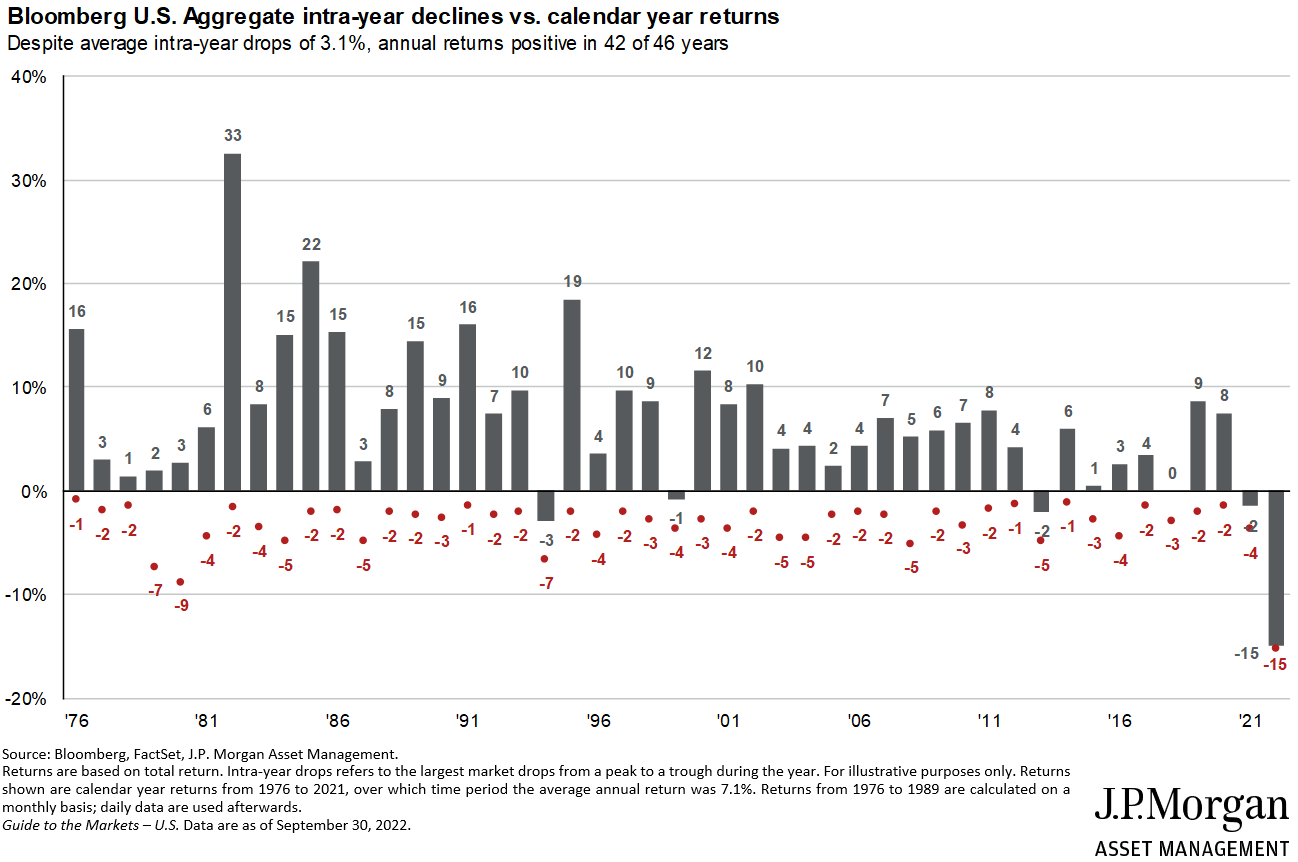 Bloomberg U.S. Aggregate intra-year declines vs. calendar year returns
Despite average intra-year drops of 3.1%, annual returns positive in 42 of 46 years
40%
30%
20%
10%
0%
-10%
-20%
16 3 1 2 3 6 33 8 15 22 15 3 8 15 9 16 7 10 -3 19 4 10 9 -1 12 8 10 4 4 2 4 7 5 6 7 8 4 -2 6 1 3 4 0 9 8 -2 -15
-1 -2 -2 -7 -9 -4 -2 -4 -5 -2 -2 -5 -2 -2 -3 -1 -2 -2 -7 -2 -4 -2 -3 -4 -3 -4 -2 -5 -5 -2 -2 -2 -5 -2 -3 -2 -1 -5 -1 -3 -4 -2 -3 -2 -2 -4 -15
'76 '81 '86 '91 '96 '01 '06 '11 '16 '21
Source: Bloomberg, FactSet, J.P. Morgan Asset Management.
Returns are based on total return. Intra-year drops refers to the largest market drops from a peak to a trough during the year. For illustrative purposes only. Returns
shown are calendar year returns from 1976 to 2021, over which time period the average annual return was 7.1%. Returns from 1976 to 1989 are calculated on a
monthly basis; daily data are used afterwards.
Guide to the Markets – U.S. Data are as of September 30, 2022.
J.P.Morgan
ASSET MANAGEMENT